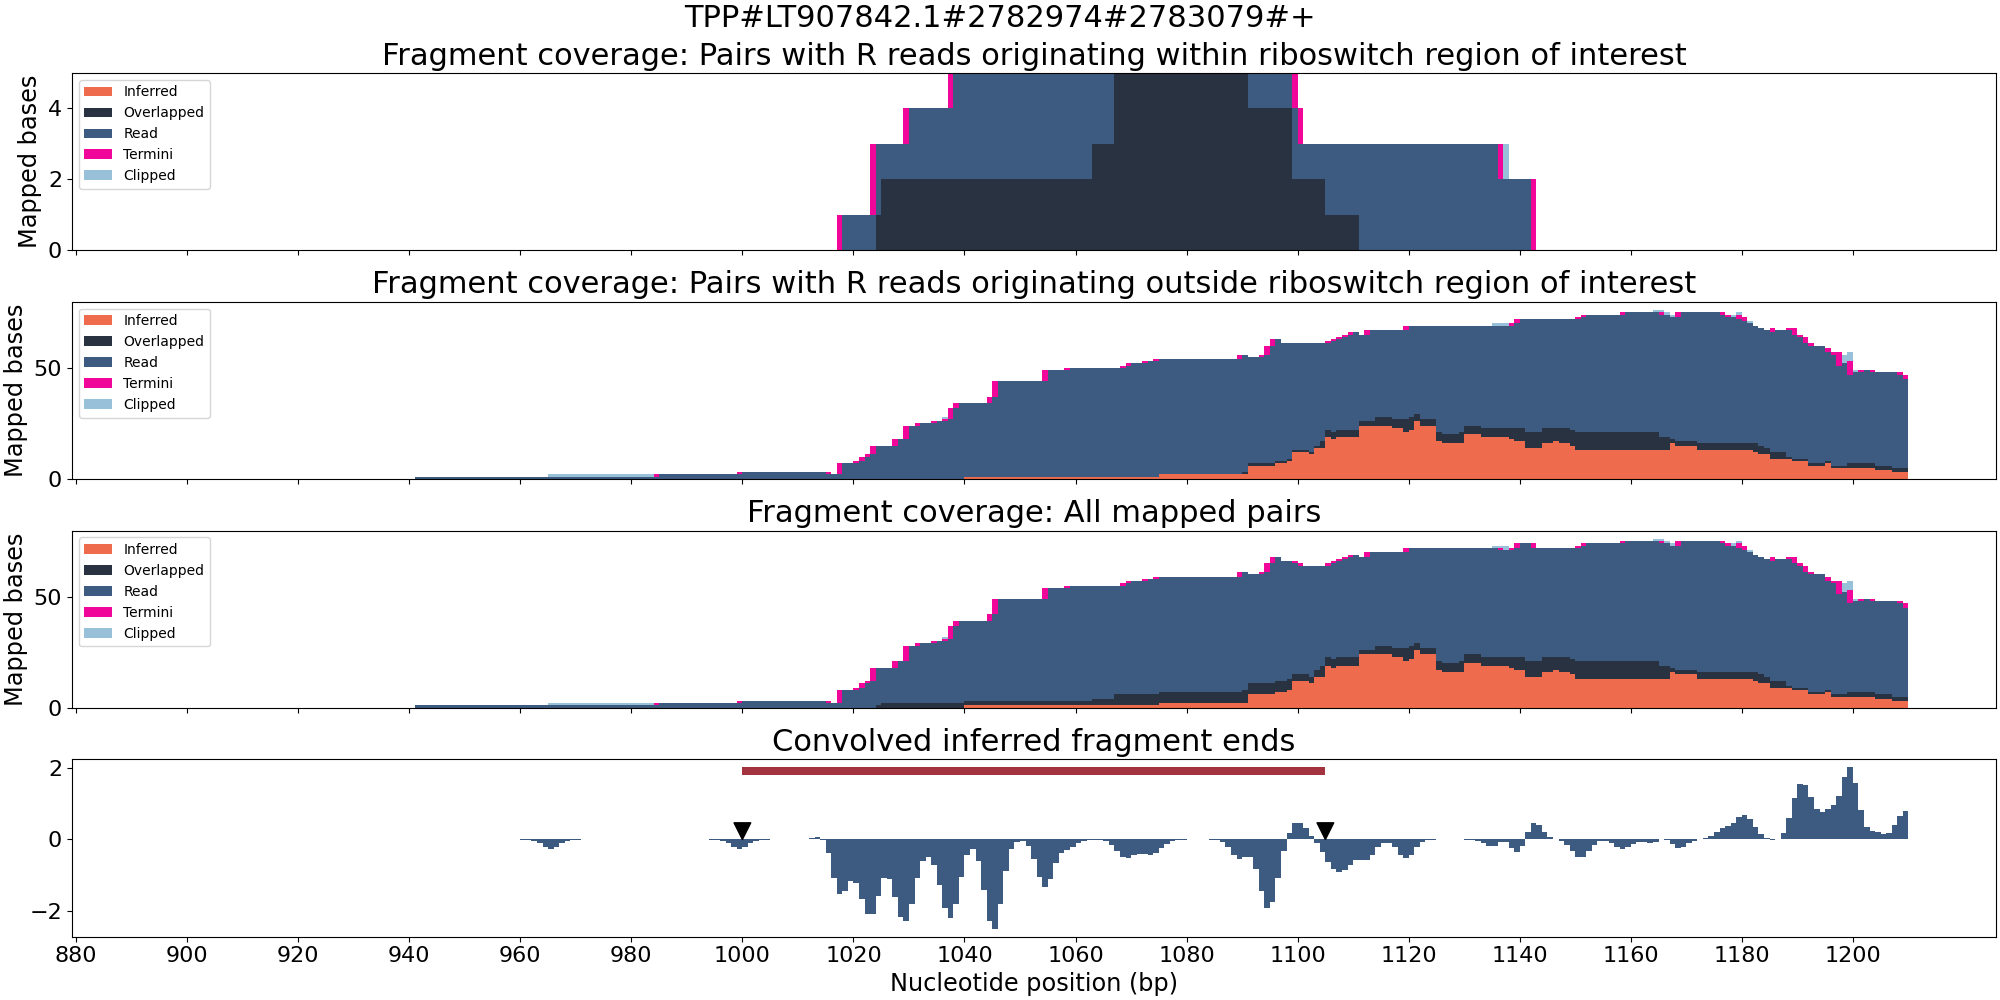 TPP#LT907842.1#2782974#2783079#+
Fragment coverage: Pairs with R reads originating within riboswitch region of interest
Mapped bases
4
2
0
Inferred
Overlapped
Read
Termini
Clipped
Fragment coverage: Pairs with R reads originating outside riboswitch region of interest
Mapped bases
50
0
Inferred
Overlapped
Read
Termini
Clipped
Fragment coverage: All mapped pairs
Mapped bases
50
0
Inferred
Overlapped
Read
Termini
Clipped
Convolved inferred fragment ends
2
0
−2
880 900 920 940 960 980 1000 1020 1040 1060 1080 1100 1120 1140 1160 1180 1200
Nucleotide position (bp)